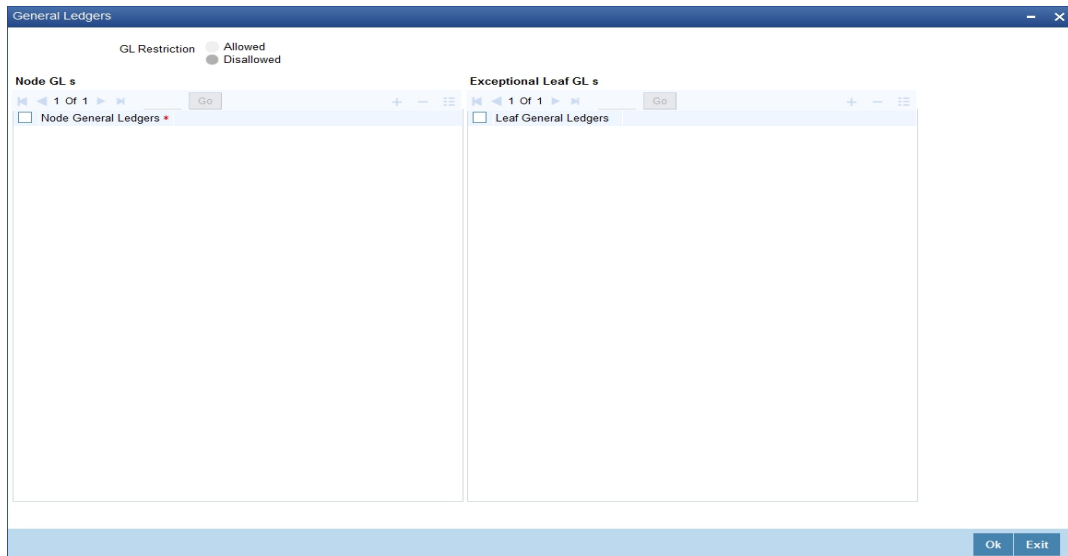 General Ledgers
GL Restriction
Allowed
Disallowed
Node GL s
Exceptional Leaf GL s
1 Of 1
Go
1 Of 1
Go
Node General Ledgers *
Leaf General Ledgers
Ok
Exit